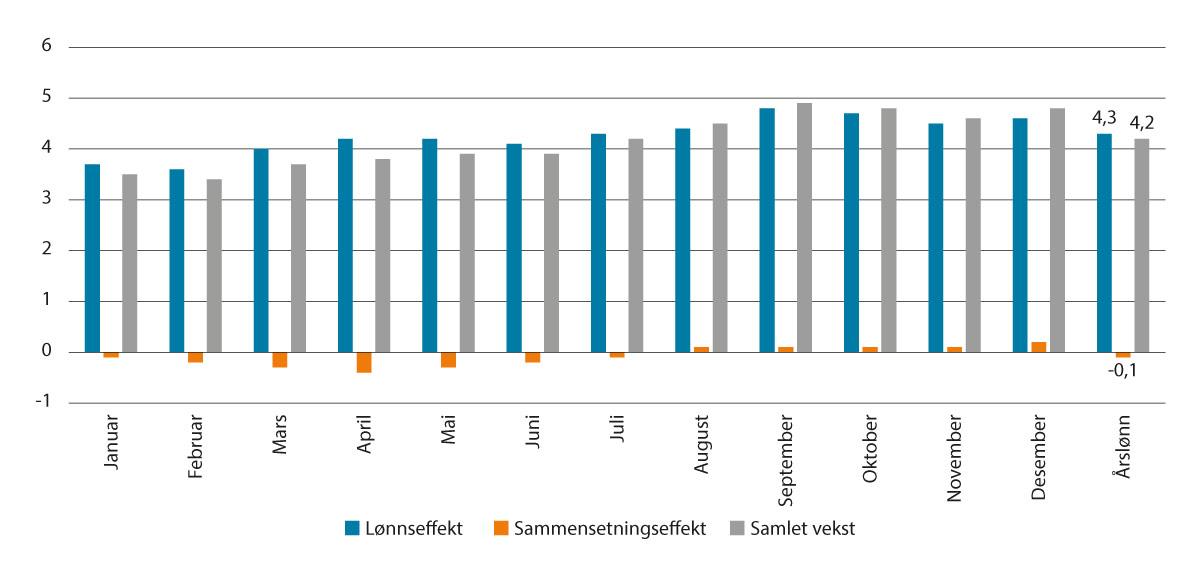 6
5
4
3
2
1
0
-1
4,3
4,2
-0,1
Januar
Februar
Mars
April
Mai
Juni
Juli
August
September
Oktober
November
Desember
Årslønn
Lønnseffekt
Sammensetningseffekt
Samlet vekst